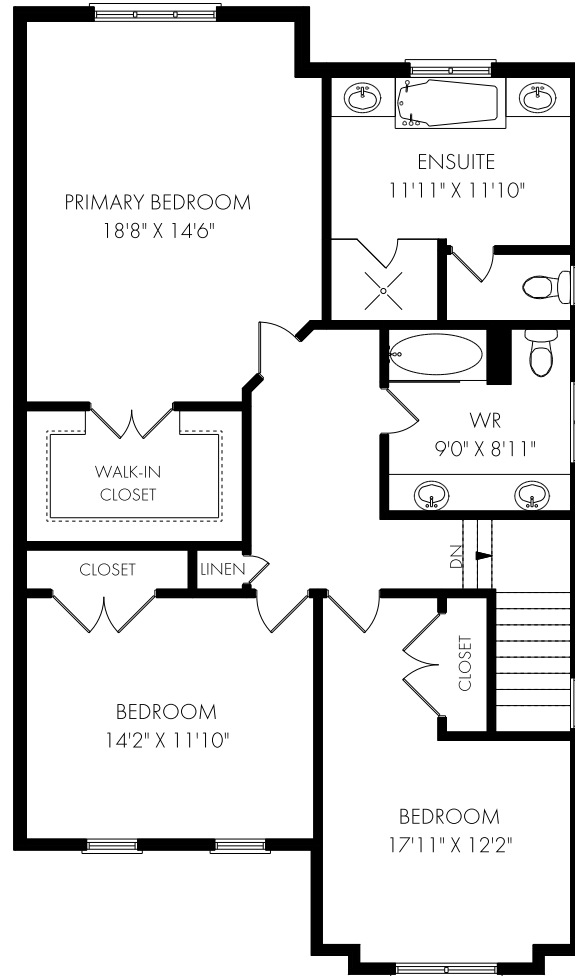 ENSUITE
11'11" X 11'10"
PRIMARY BEDROOM
18'8" X 14'6"
WR
9'0" X 8'11"
WALK-IN
CLOSET
DN
CLOSET
LINEN
CLOSET
BEDROOM
14'2" X 11'10"
BEDROOM
17'11" X 12'2"